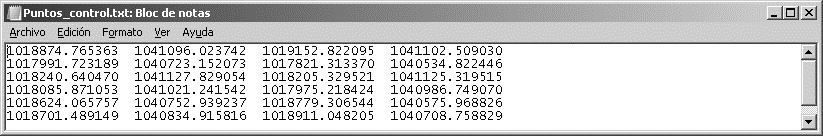 Puntos_control.txt: Bloc de notas
Archivo Edición Formato Ver Ayuda
1018874.765363 1041096.023742 1019152.822095 1041102.509030
1017991.723189 1040723.152073 1017821.313370 1040534.822446
1018240.640470 1041127.829054 1018205.329521 1041125.319515
1018085.871053 1041021.241542 1017975.218424 1040986.749070
1018624.065757 1040752.939237 1018779.306544 1040575.968826
1018701.489149 1040834.915816 1018911.048205 1040708.758829